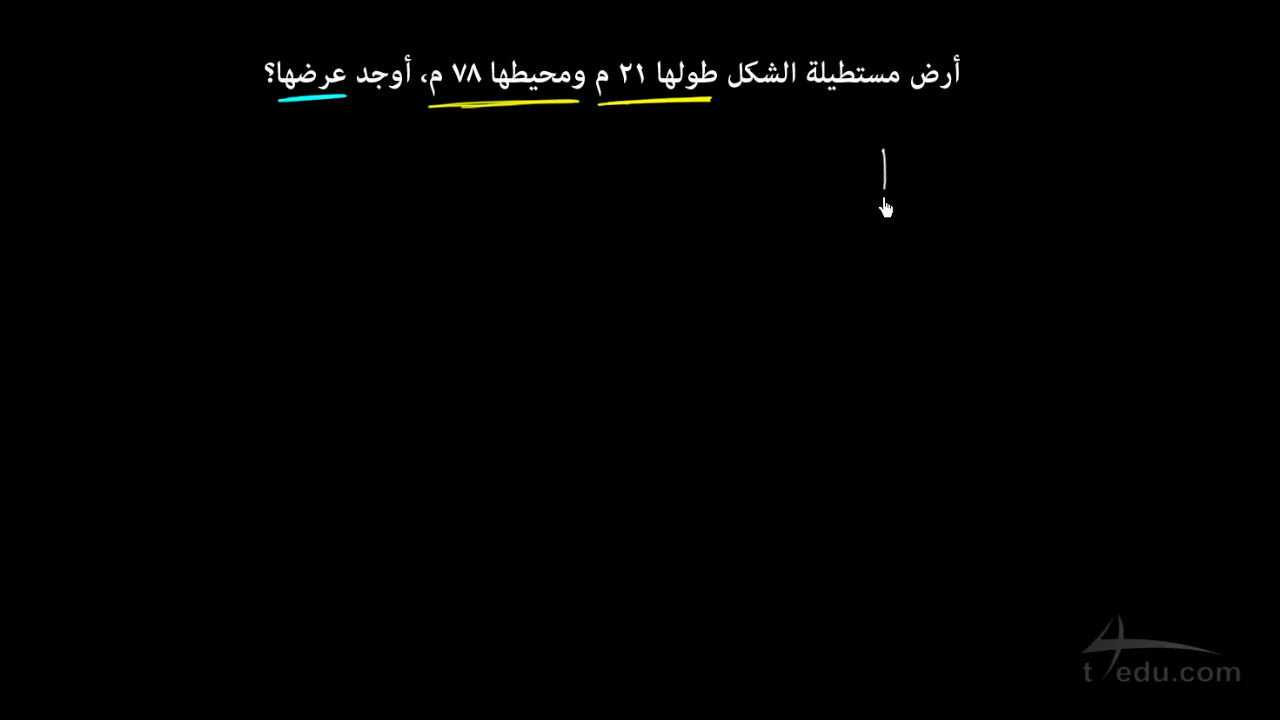 أرض مستطيلة الشكل طولها ٢١ م ومحيطها ٧٨ م، أوجد عرضها؟
t edu.com